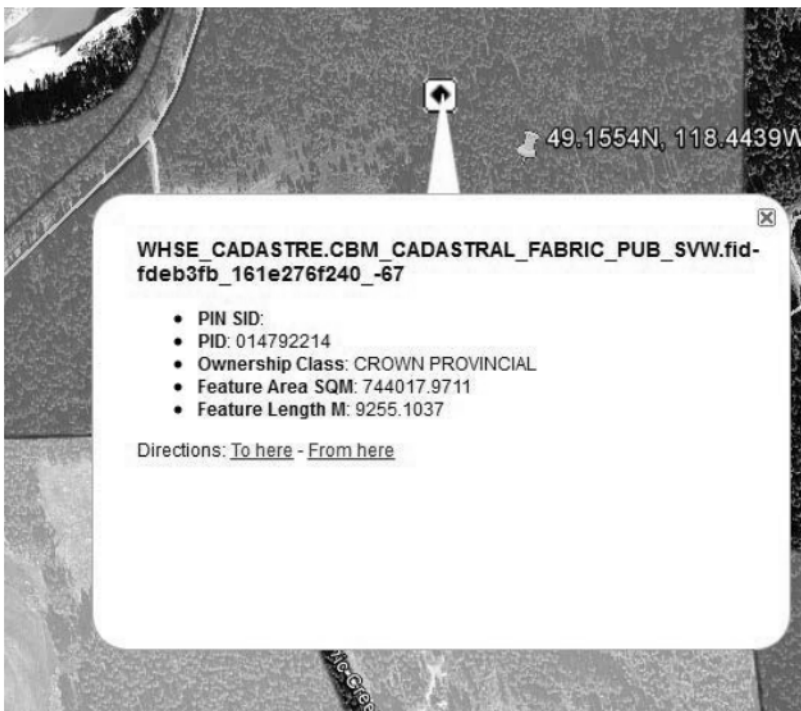 49.1554N, 118.4439W
WHSE_CADASTRE.CBM_CADASTRAL_FABRIC_PUB_SVW.fid-
fdeb3fb_161e276f240_-67
• PIN SID:
• PID: 014792214
• Ownership Class: CROWN PROVINCIAL
• Feature Area SQM: 744017.9711
• Feature Length M: 9255.1037
Directions: To here - From here